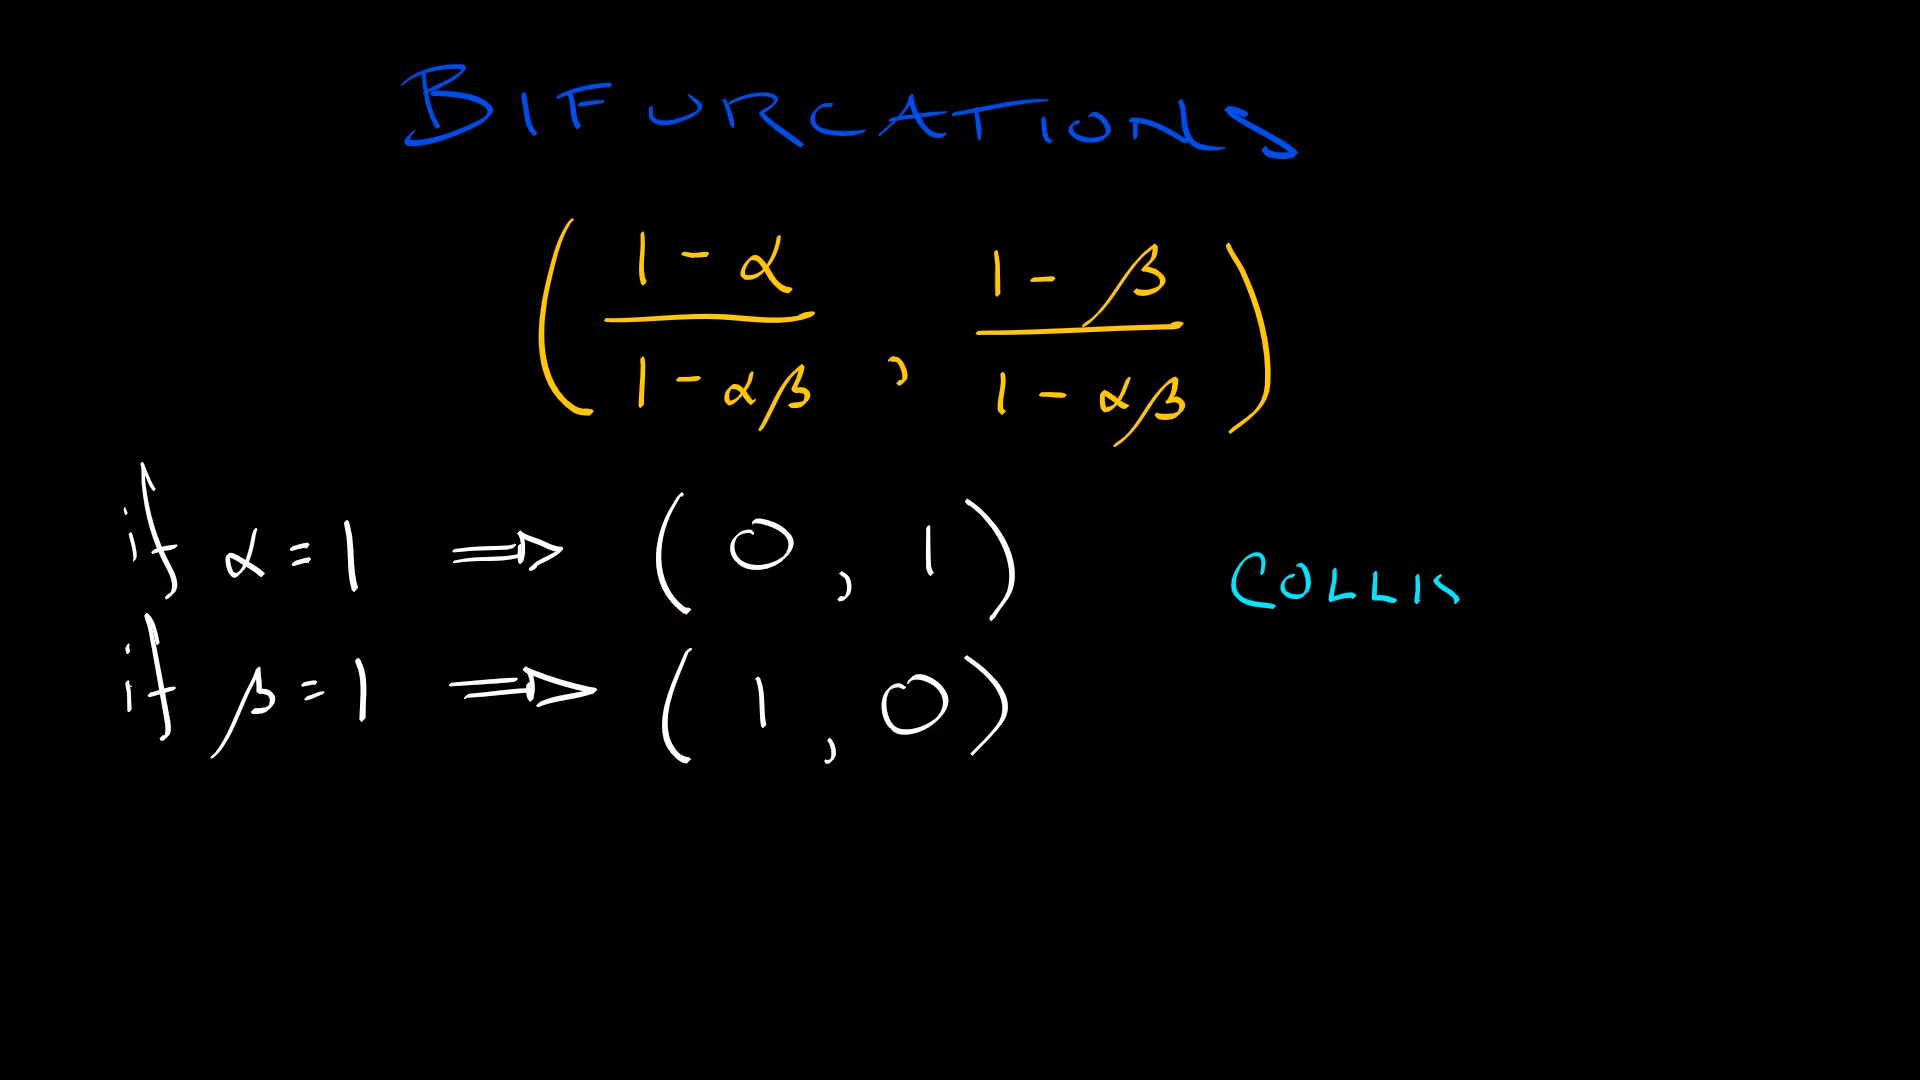 BIFURCATIONS
( 1 - α / 1 - αβ , 1 - β / 1 - αβ )
if α = 1 ⇒ ( 0 , 1 )
COLLIS
if β = 1 ⇒ ( 1 , 0 )